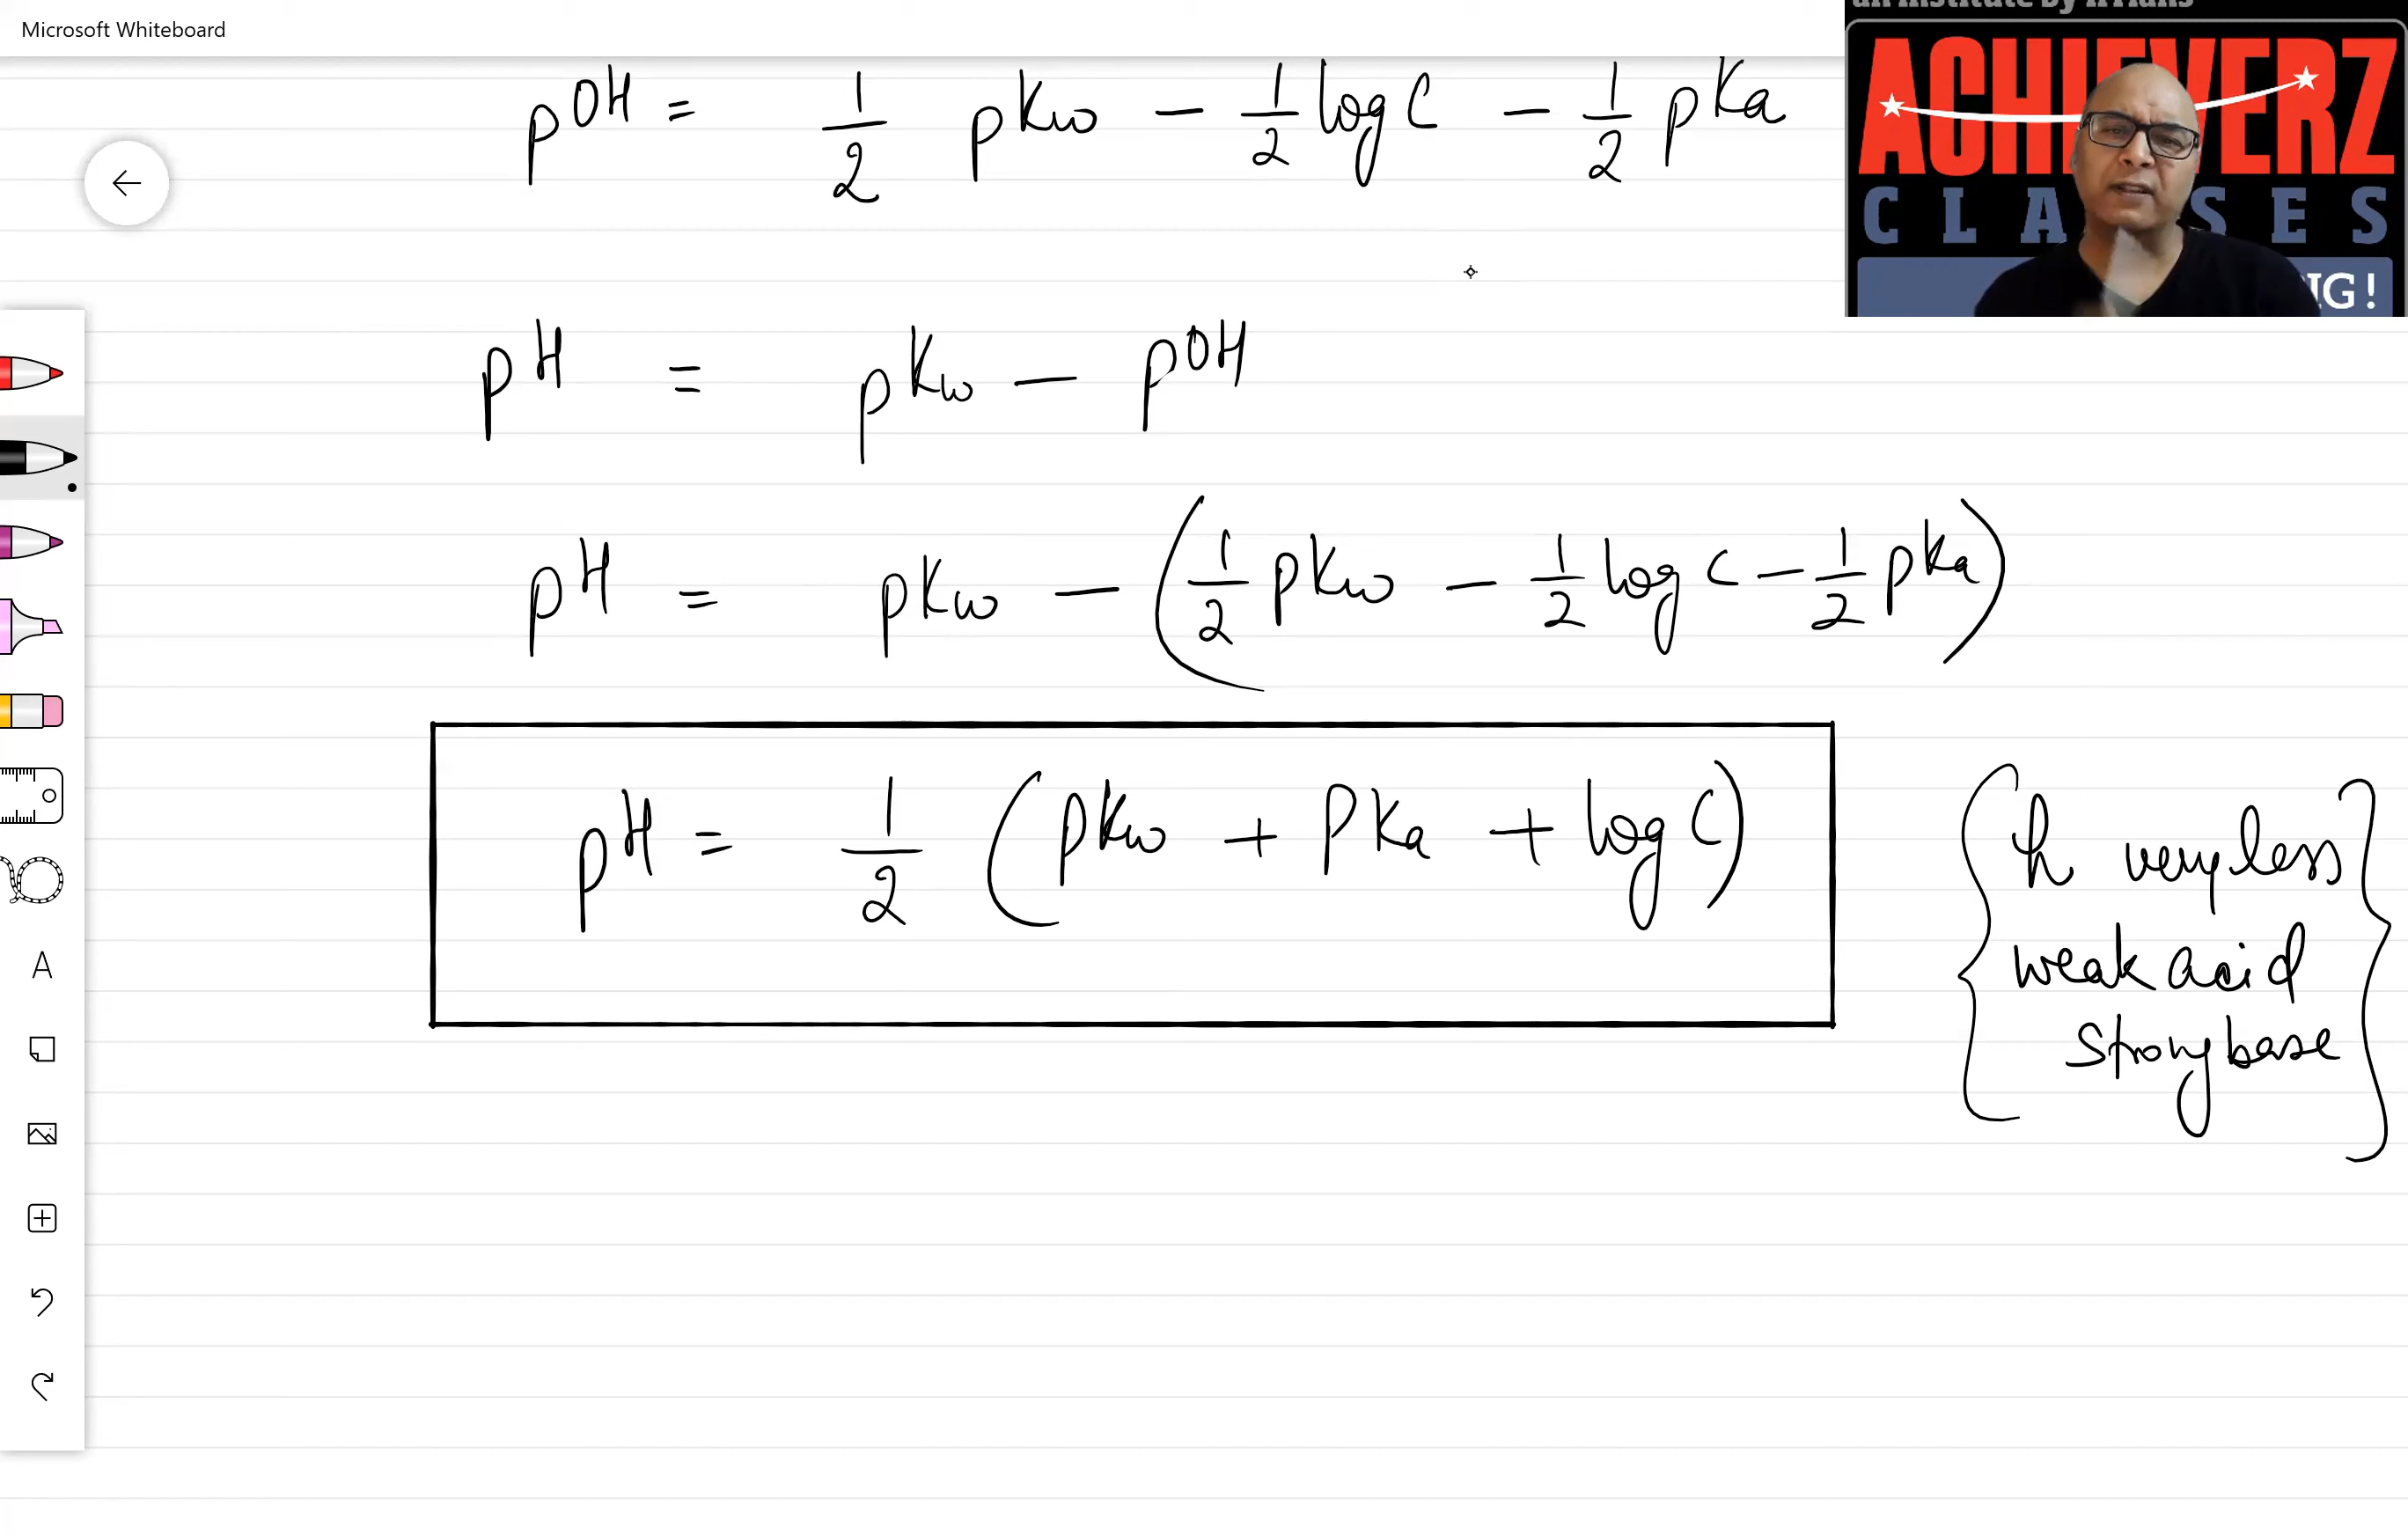 Microsoft Whiteboard
ACHIEVERZ
CLASSES
pOH = 1/2 pKw - 1/2 log C - 1/2 pKa
pH = pKw - pOH
pH = pKw - (1/2 pKw - 1/2 log C - 1/2 pKa)
pH = 1/2 (pKw + pKa + log C)
{h very less
weak acid
strong base}
A